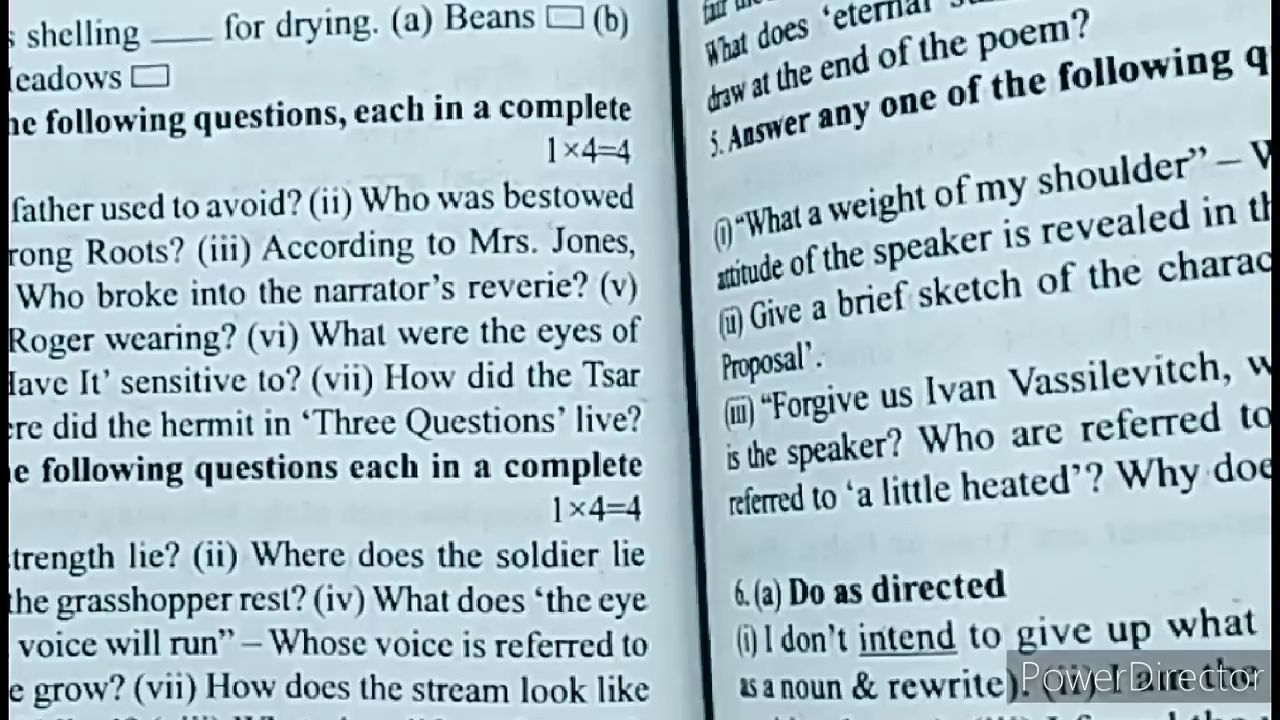 s shelling ____ for drying. (a) Beans □ (b)
leadows □
he following questions, each in a complete
1×4=4
father used to avoid? (ii) Who was bestowed
rong Roots? (iii) According to Mrs. Jones,
Who broke into the narrator's reverie? (v)
Roger wearing? (vi) What were the eyes of
Have It' sensitive to? (vii) How did the Tsar
ere did the hermit in 'Three Questions' live?
e following questions each in a complete
1×4=4
trength lie? (ii) Where does the soldier lie
the grasshopper rest? (iv) What does 'the eye
voice will run" – Whose voice is referred to
e grow? (vii) How does the stream look like
What does 'eternal
draw at the end of the poem?
5. Answer any one of the following q
(i) "What a weight of my shoulder" – W
attitude of the speaker is revealed in th
(ii) Give a brief sketch of the charac
Proposal'.
(iii) "Forgive us Ivan Vassilevitch, w
is the speaker? Who are referred to
referred to 'a little heated'? Why doe
6. (a) Do as directed
(i) I don't intend to give up what
as a noun & rewrite). (ii) I am tho
PowerDirector